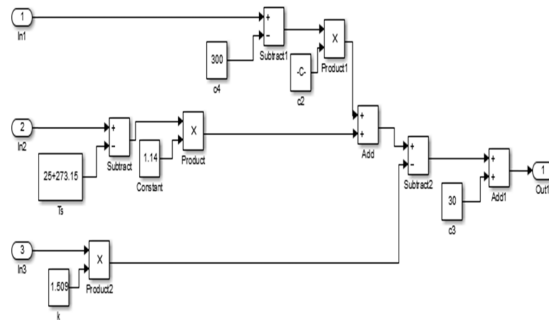 1
In1
+
−
Subtract1
300
c4
-C-
c2
X
Product1
2
In2
+
−
Subtract
25+273.15
Ts
1.14
Constant
X
Product
+
+
Add
+
−
Subtract2
30
c3
+
+
Add1
1
Out1
3
In3
1.509
k
X
Product2